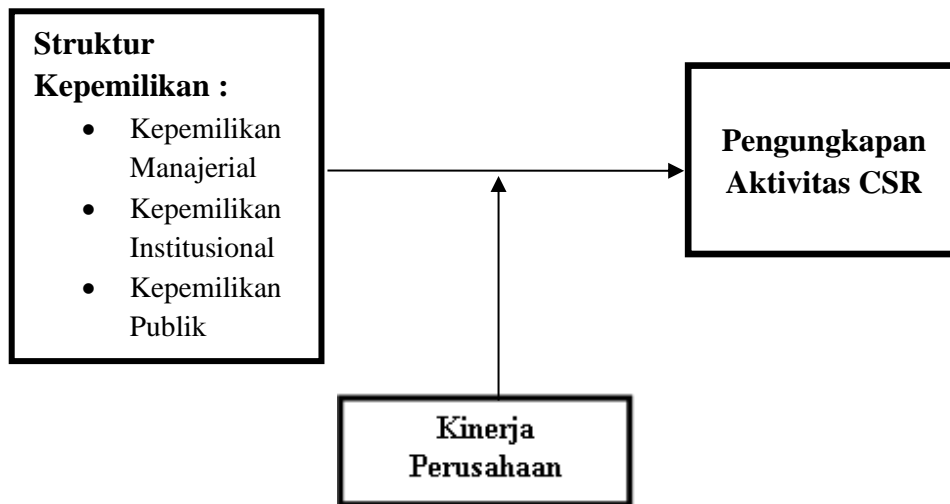 Struktur
Kepemilikan :
• Kepemilikan
Manajerial
• Kepemilikan
Institusional
• Kepemilikan
Publik
Pengungkapan
Aktivitas CSR
Kinerja
Perusahaan